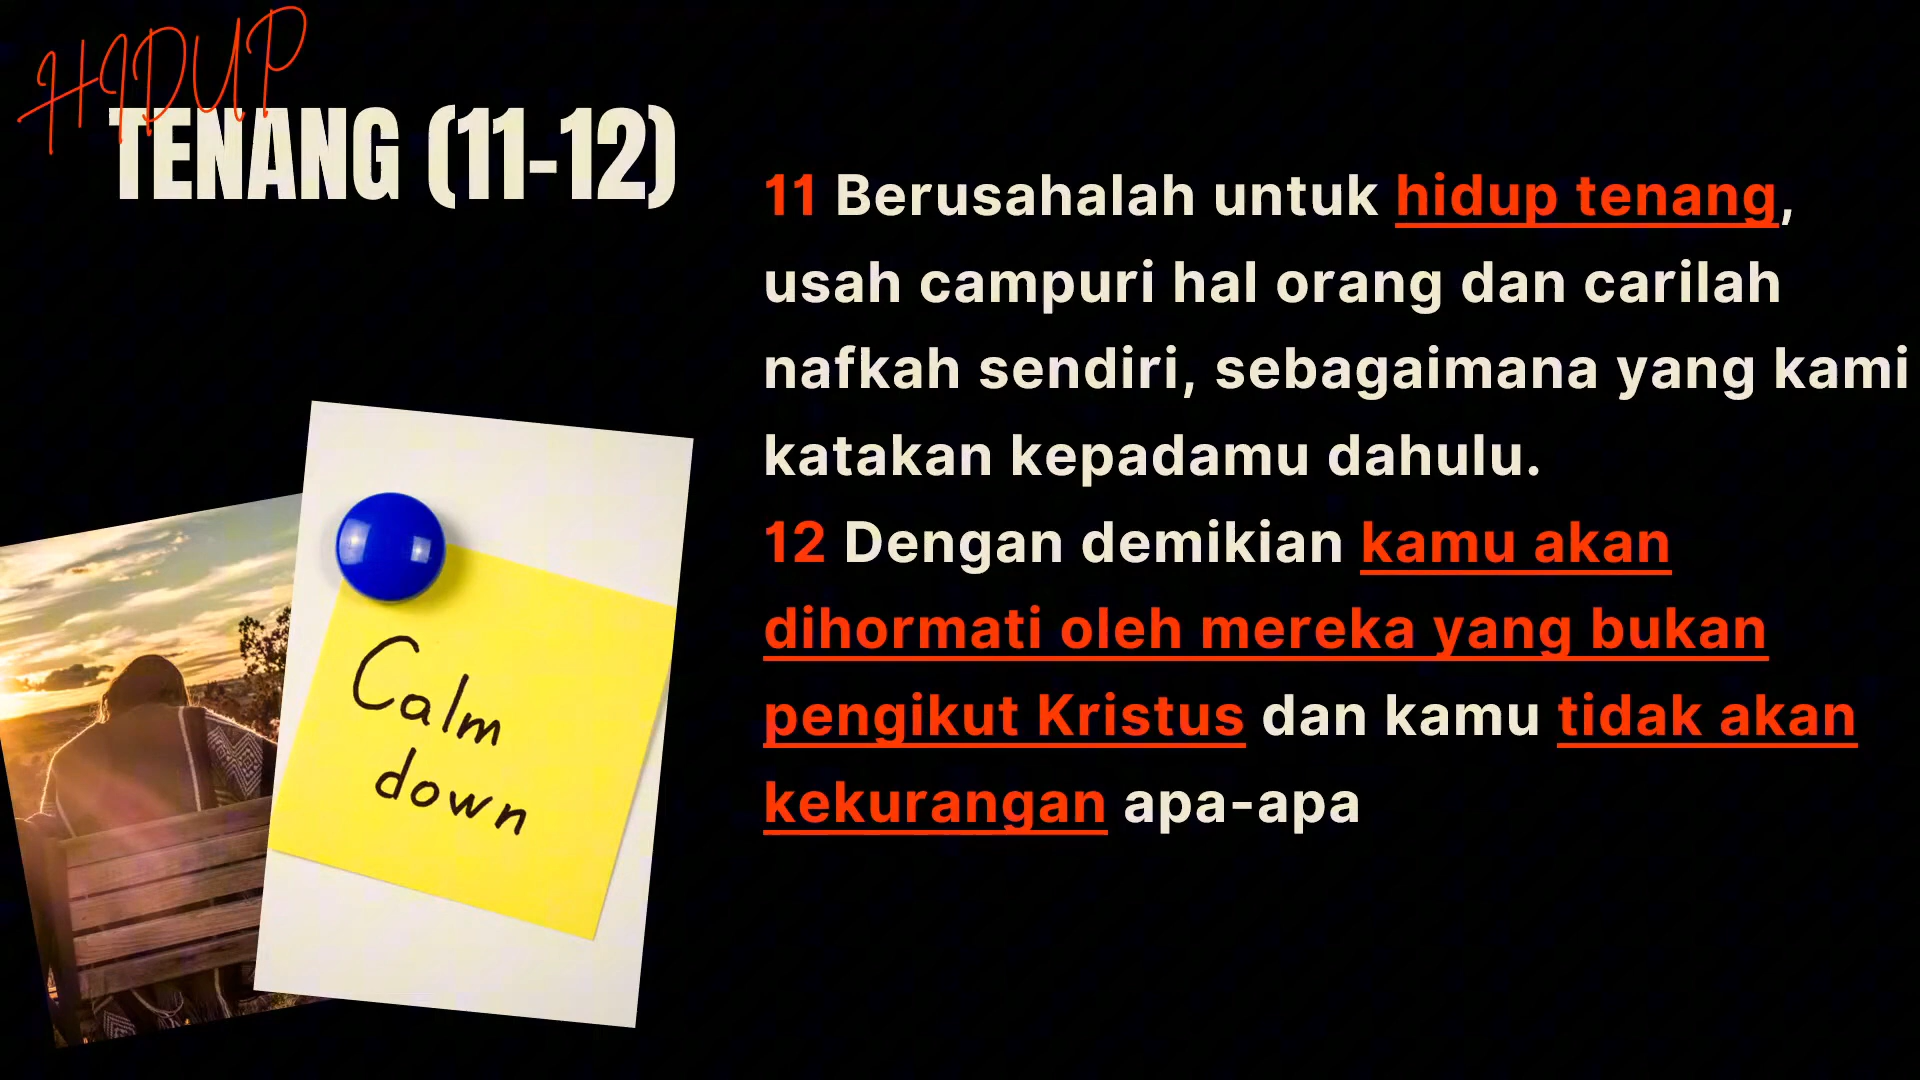 HIDUP
TENANG (11-12)
11 Berusahalah untuk hidup tenang,
usah campuri hal orang dan carilah
nafkah sendiri, sebagaimana yang kami
katakan kepadamu dahulu.
12 Dengan demikian kamu akan
dihormati oleh mereka yang bukan
pengikut Kristus dan kamu tidak akan
kekurangan apa-apa
Calm
down